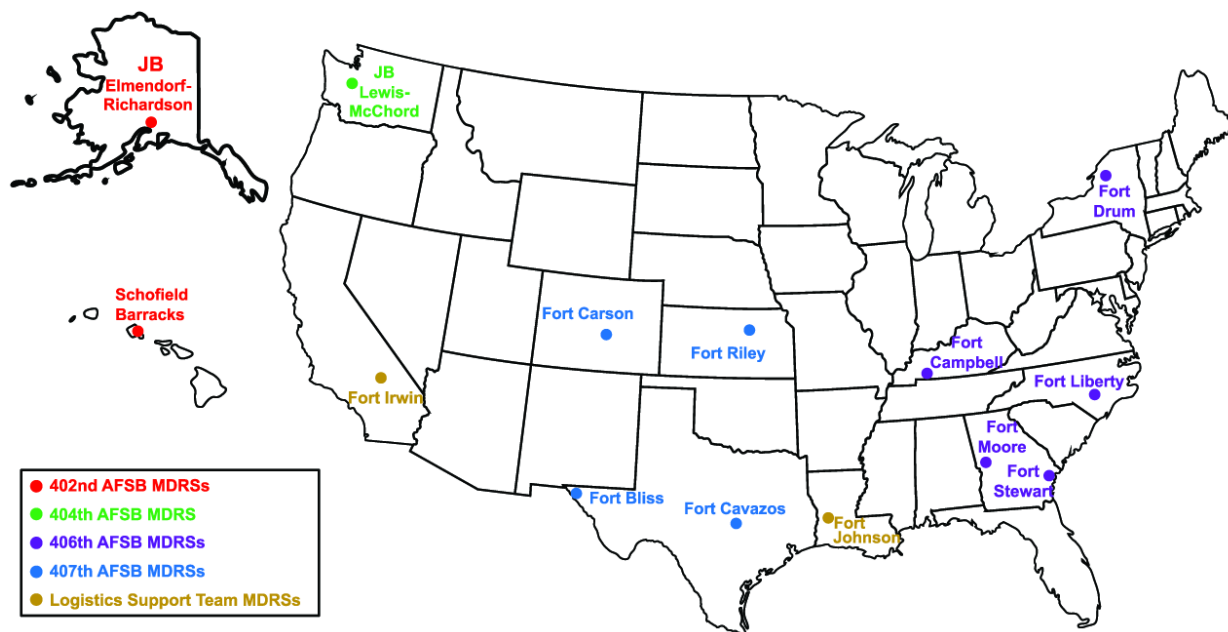 JB
Elmendorf-
Richardson
JB
Lewis-
McChord
Fort
Drum
Schofield
Barracks
Fort Carson
Fort Riley
Fort
Campbell
Fort Irwin
Fort Liberty
Fort
Moore
Fort
Stewart
Fort Bliss
Fort Cavazos
Fort
Johnson
402nd AFSB MDRSs
404th AFSB MDRS
406th AFSB MDRSs
407th AFSB MDRSs
Logistics Support Team MDRSs